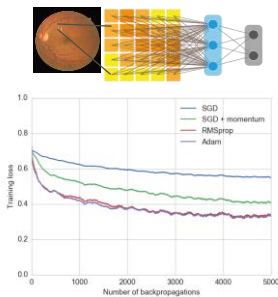 1.0
0.8
0.6
0.4
0.2
0.0
Training loss
SGD
SGD + momentum
RMSprop
Adam
0
1000
2000
3000
4000
5000
Number of backpropagations